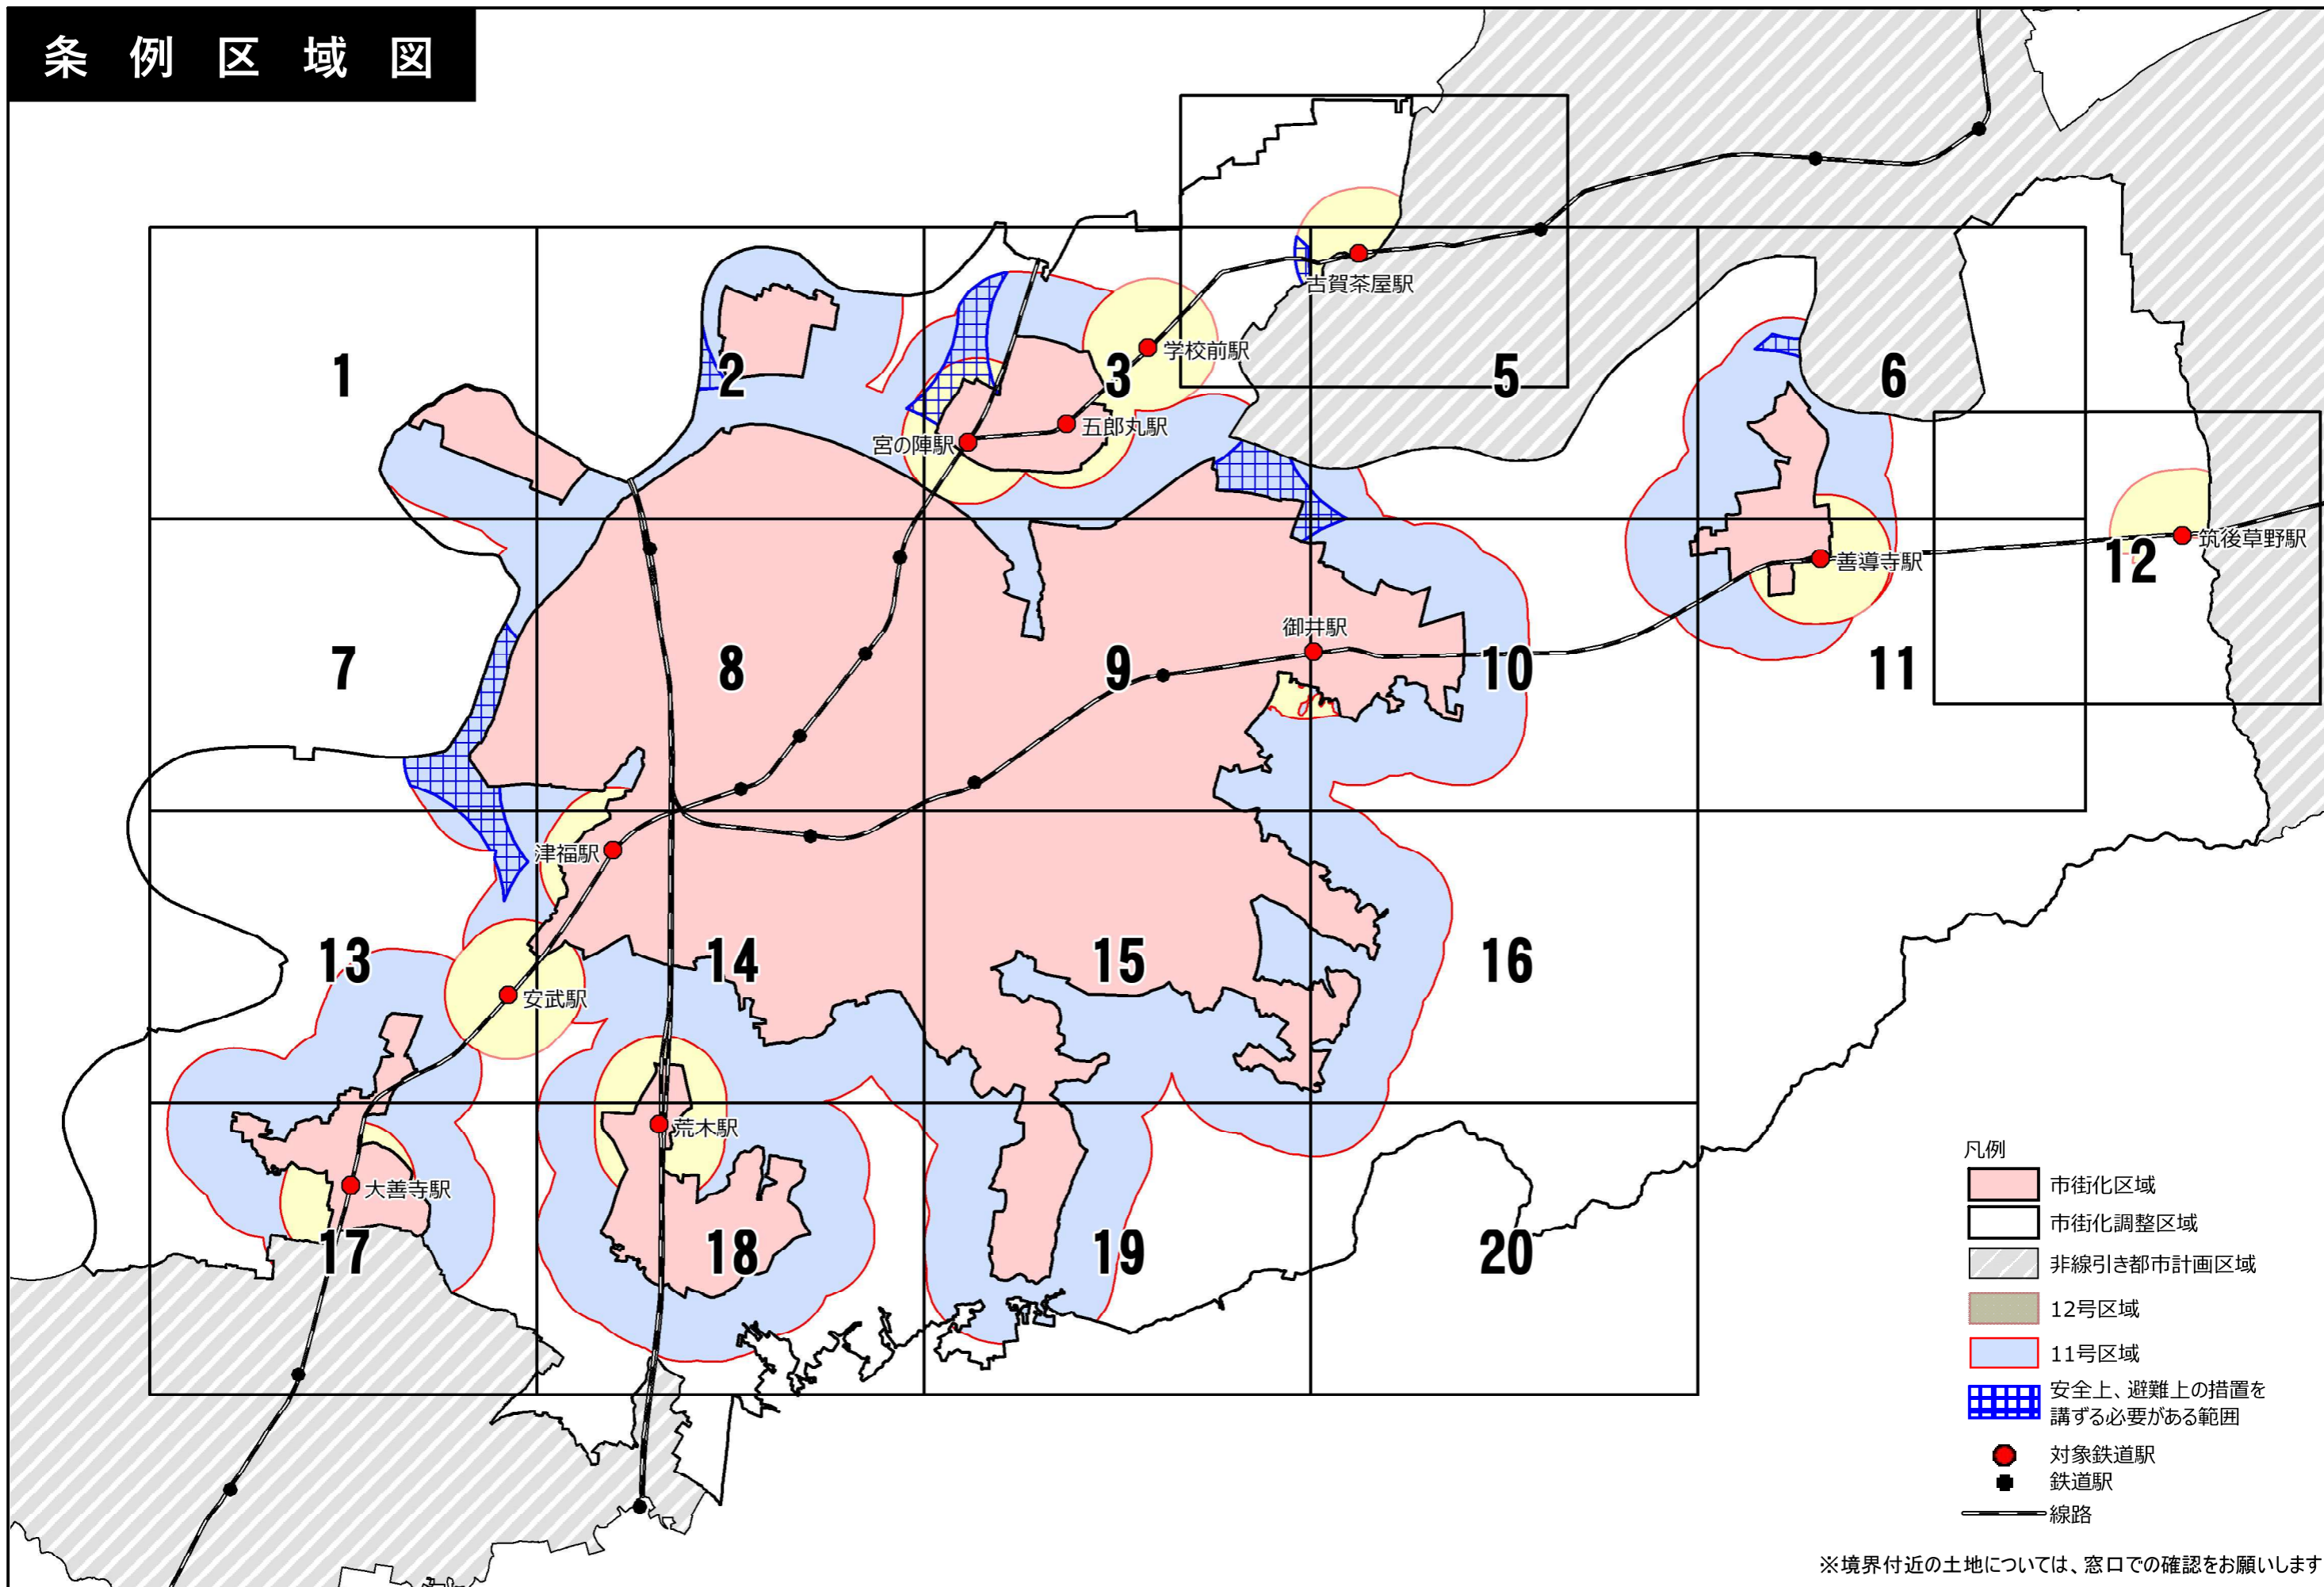 条例区域図
古賀茶屋駅
学校前駅
1
2
3
5
6
五郎丸駅
宮の陣駅
筑後草野駅
12
善導寺駅
御井駅
7
8
9
10
11
津福駅
13
14
15
16
安武駅
荒木駅
大善寺駅
17
18
19
20
凡例
市街化区域
市街化調整区域
非線引き都市計画区域
12号区域
11号区域
安全上、避難上の措置を
講ずる必要がある範囲
対象鉄道駅
鉄道駅
線路
※境界付近の土地については、窓口での確認をお願いします